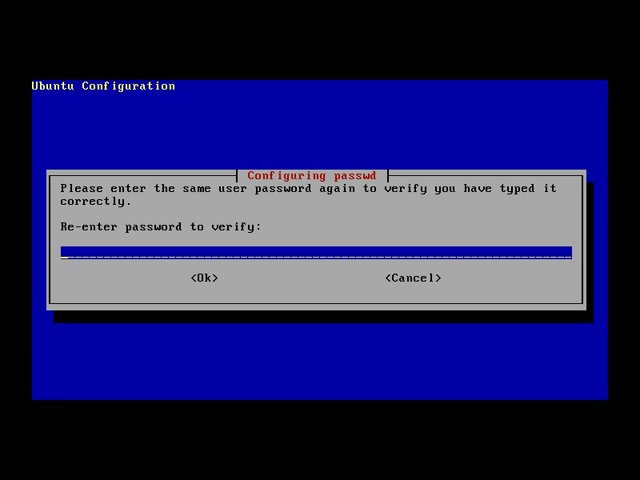 Ubuntu Configuration
Configuring passwd
Please enter the same user password again to verify you have typed it
correctly.
Re-enter password to verify:
<Ok> <Cancel>